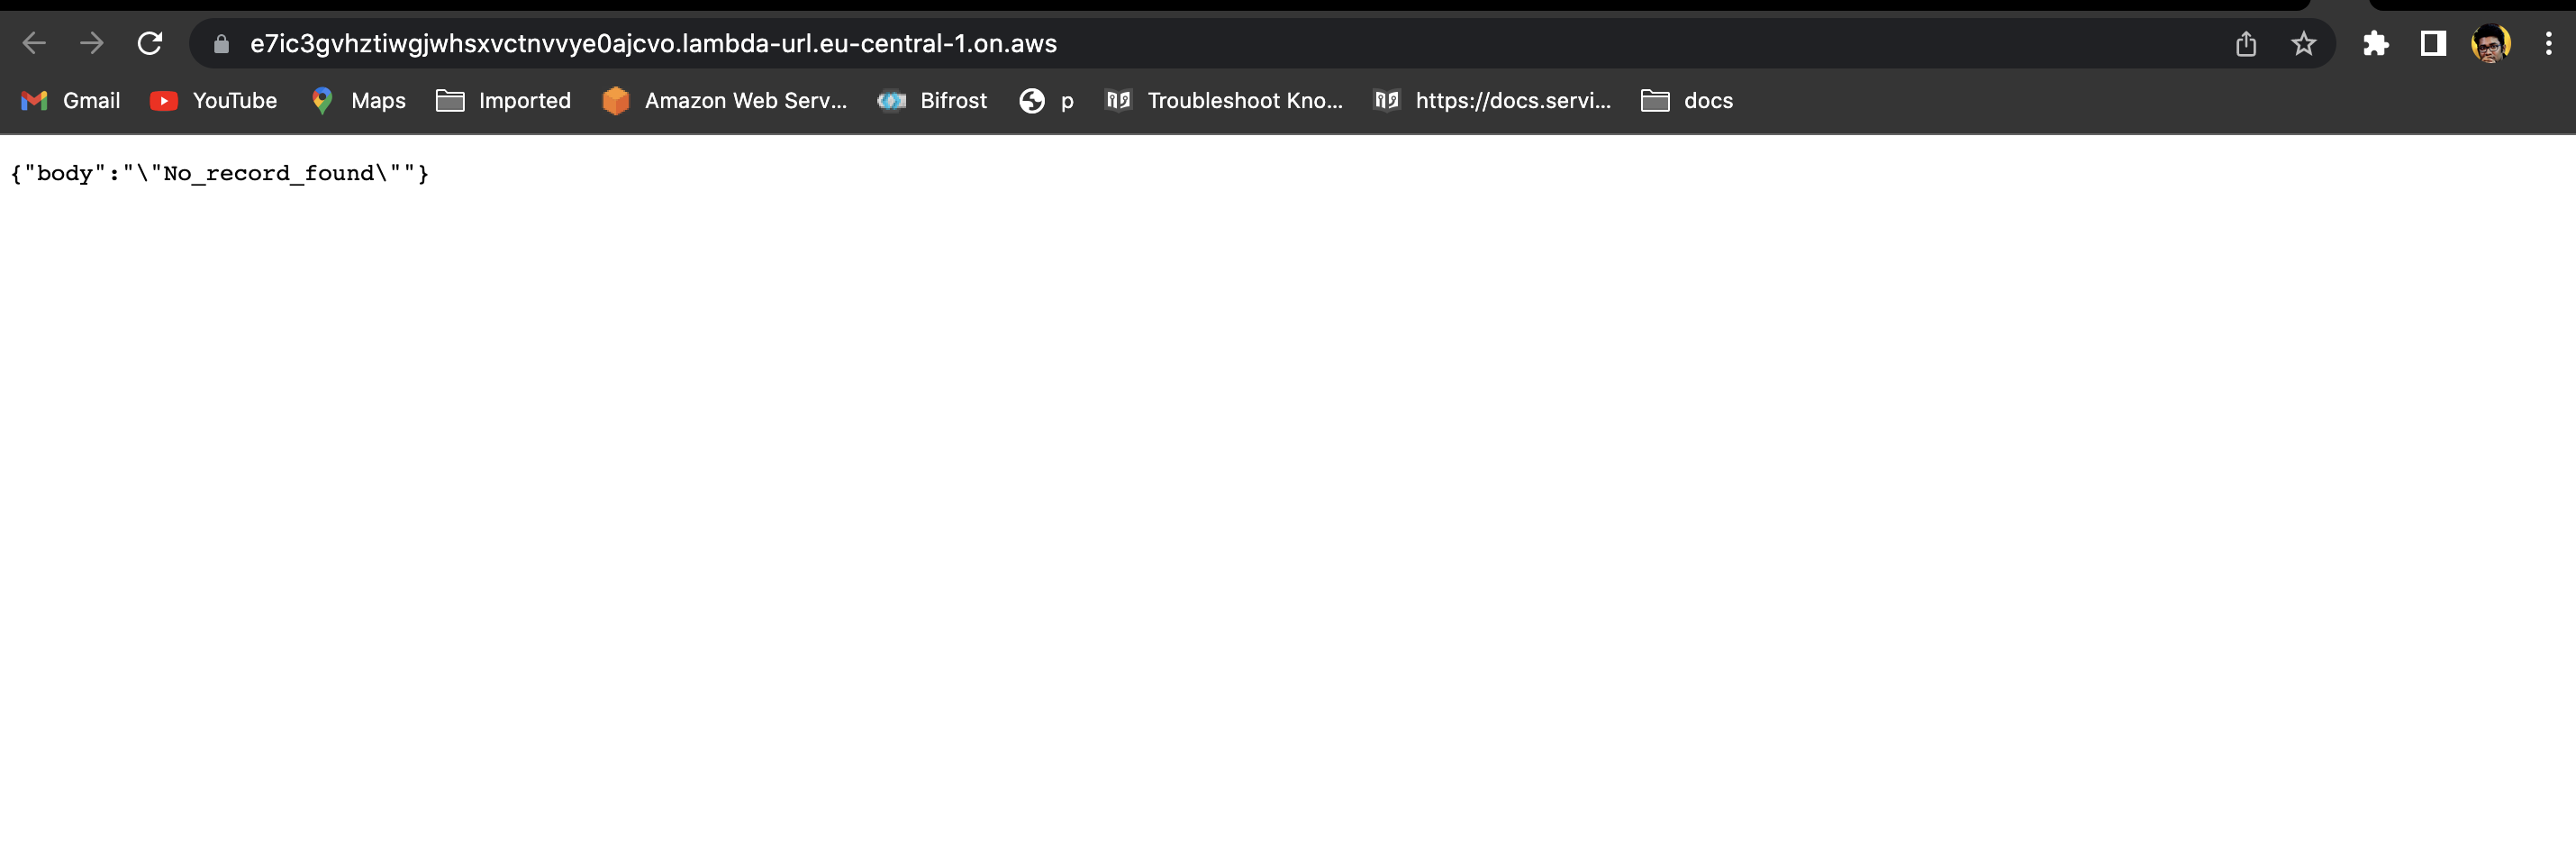 e7ic3gvhztiwgjwhsxvctnvvye0ajcvo.lambda-url.eu-central-1.on.aws
Gmail YouTube Maps Imported Amazon Web Serv... Bifrost p Troubleshoot Kno... https://docs.servi... docs
{"body":"\"No_record_found\""}